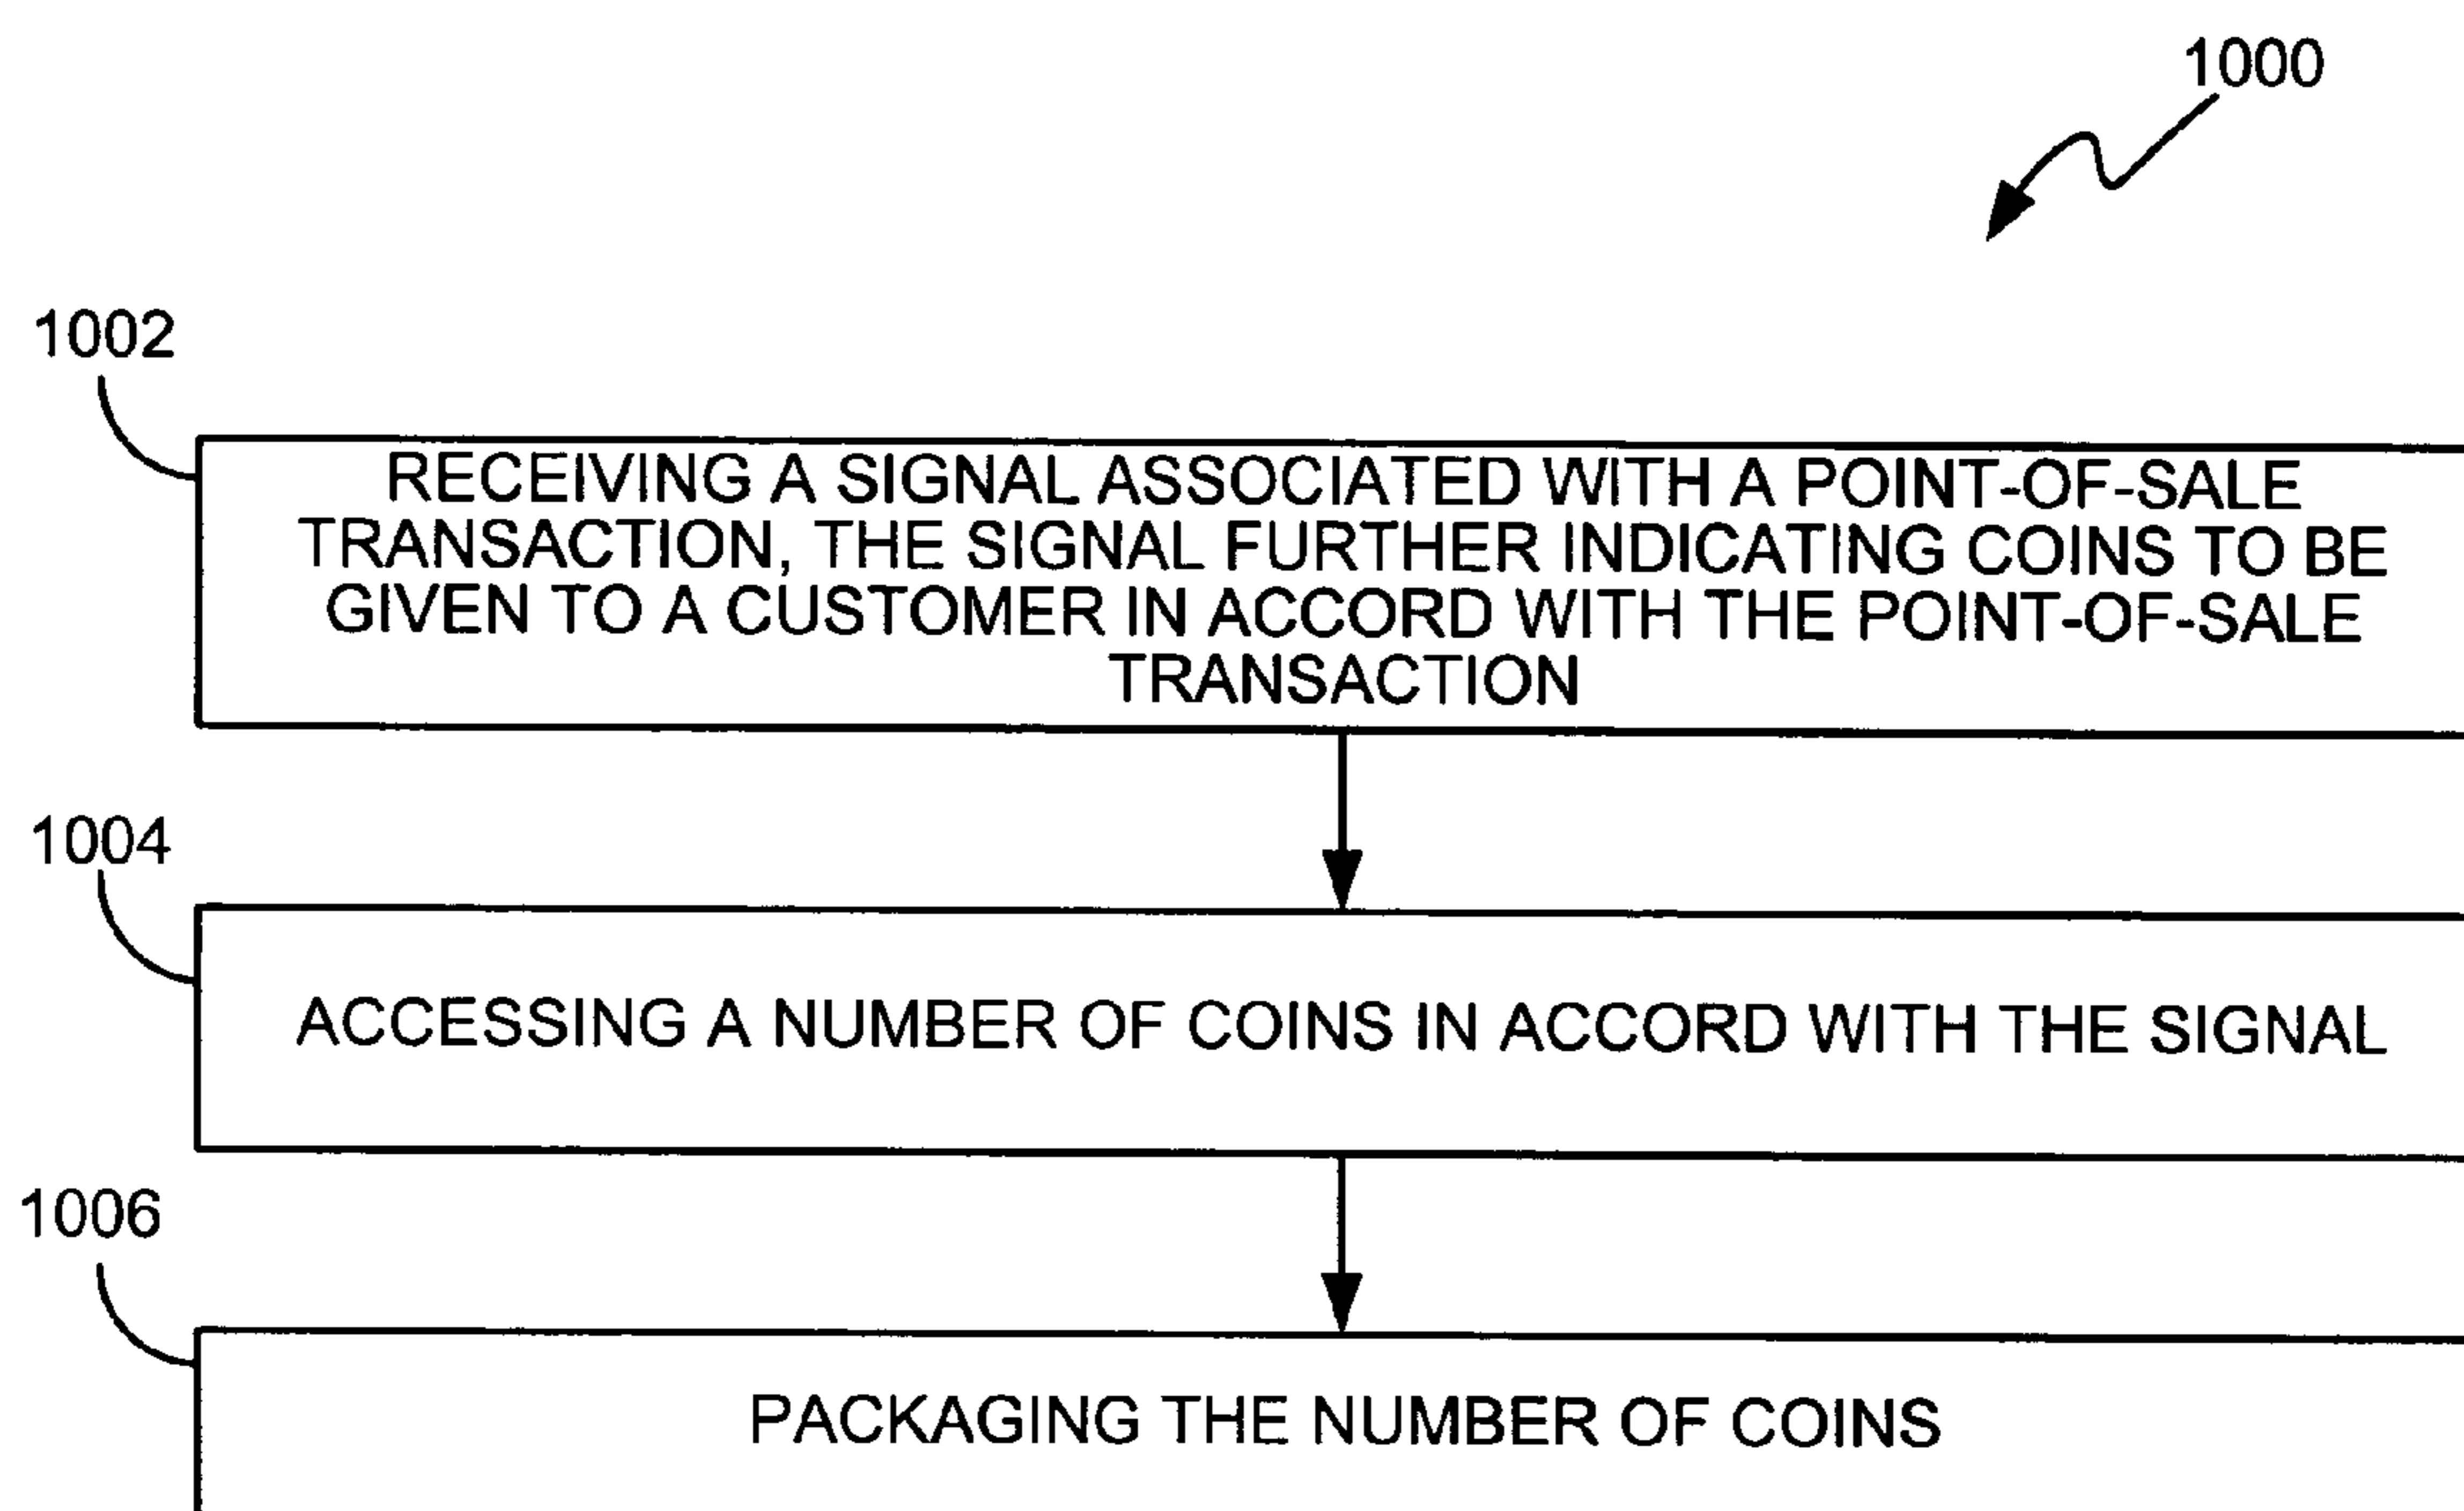 1000
1002
RECEIVING A SIGNAL ASSOCIATED WITH A POINT-OF-SALE
TRANSACTION, THE SIGNAL FURTHER INDICATING COINS TO BE
GIVEN TO A CUSTOMER IN ACCORD WITH THE POINT-OF-SALE
TRANSACTION
1004
ACCESSING A NUMBER OF COINS IN ACCORD WITH THE SIGNAL
1006
PACKAGING THE NUMBER OF COINS